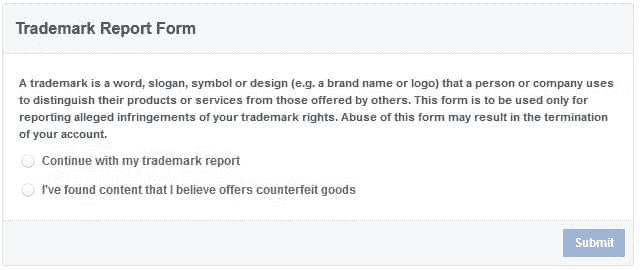 Trademark Report Form
A trademark is a word, slogan, symbol or design (e.g. a brand name or logo) that a person or company uses
to distinguish their products or services from those offered by others. This form is to be used only for
reporting alleged infringements of your trademark rights. Abuse of this form may result in the termination
of your account.
Continue with my trademark report
I've found content that I believe offers counterfeit goods
Submit